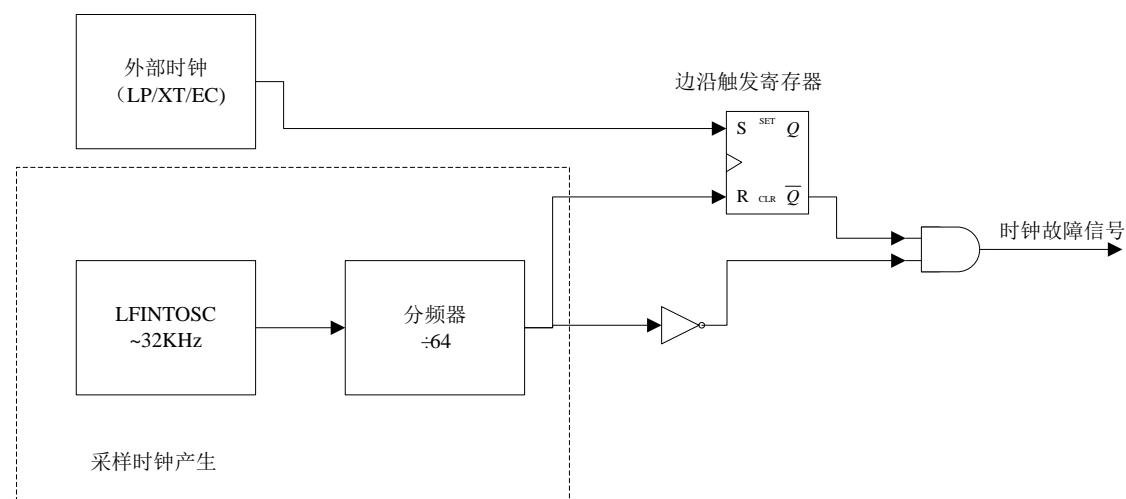 外部时钟
（LP/XT/EC)
边沿触发寄存器
S SET Q
R CLR Q̅
时钟故障信号
LFINTOSC
~32KHz
分频器
÷64
采样时钟产生